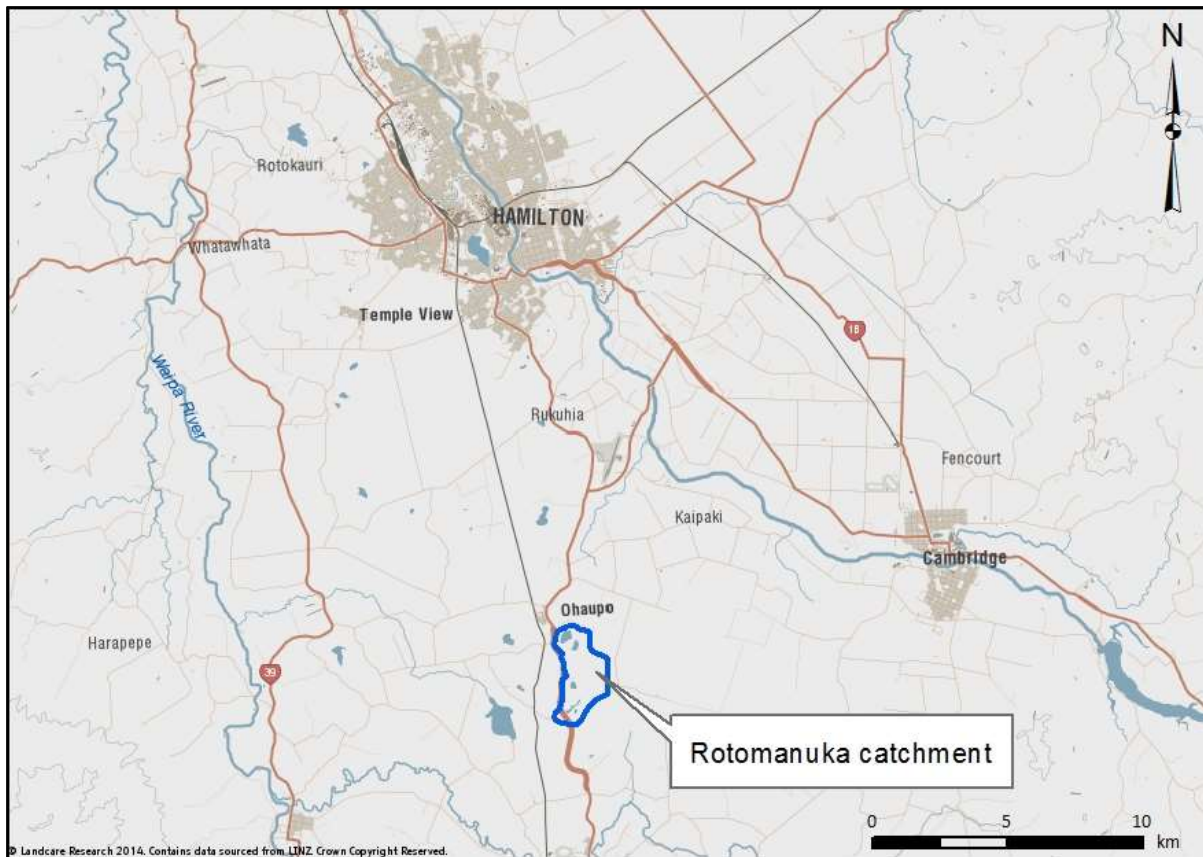 N
Rotokauri
HAMILTON
Whatawhata
Temple View
18
Waipa River
Rukuhia
Fencourt
Kaipaki
Cambridge
Ohaupo
Harapepe
39
Rotomanuka catchment
0 5 10
km
© Landcare Research 2014. Contains data sourced from LINZ. Crown Copyright Reserved.